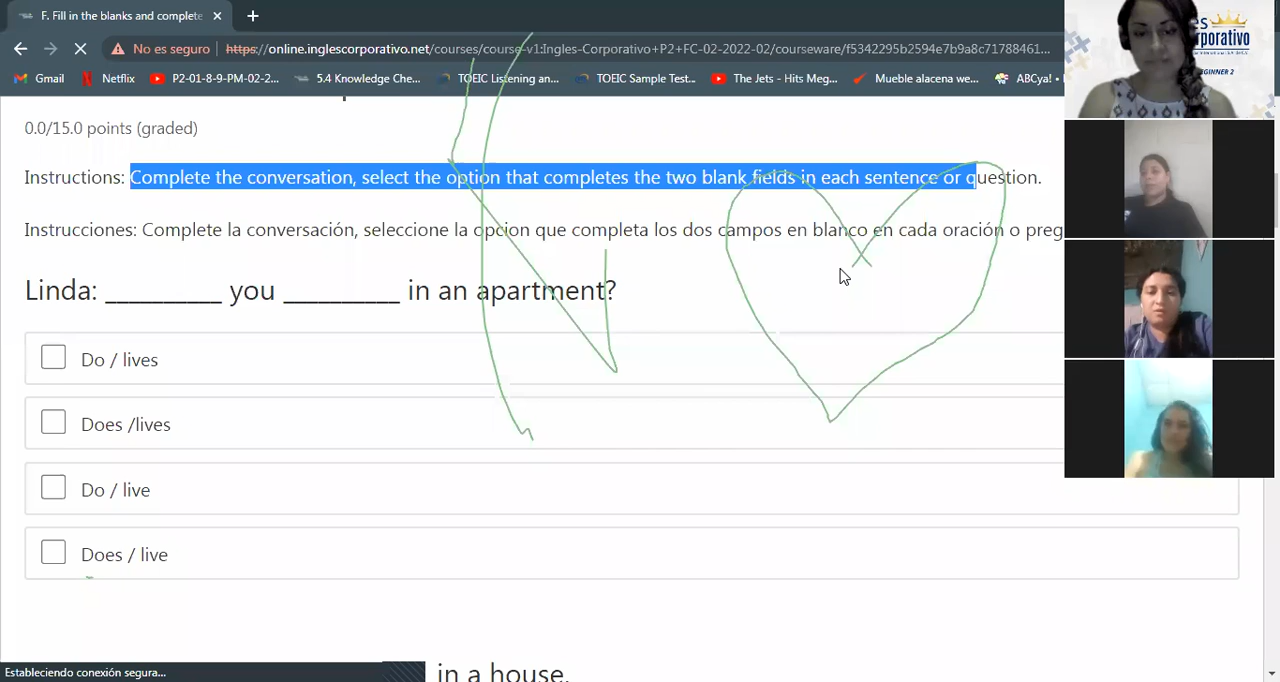 F. Fill in the blanks and complete
No es seguro
https://online.inglescorporativo.net/courses/course-v1:Ingles-Corporativo+P2+FC-02-2022-02/courseware/f5342295b2594e7b9a8c71788461...
Gmail
Netflix
P2-01-8-9-PM-02-2...
5.4 Knowledge Che...
TOEIC Listening an...
TOEIC Sample Test...
The Jets - Hits Meg...
Mueble alacena we...
ABCya!
BEGINNER 2
0.0/15.0 points (graded)
Instructions: Complete the conversation, select the option that completes the two blank fields in each sentence or question.
Instrucciones: Complete la conversación, seleccione la opcion que completa los dos campos en blanco en cada oración o preg
Linda: __________ you __________ in an apartment?
Do / lives
Does /lives
Do / live
Does / live
in a house.
Estableciendo conexión segura...